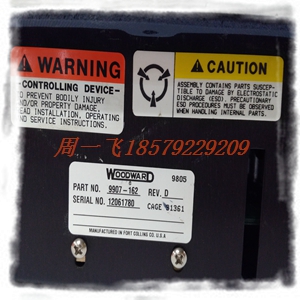 WARNING
-CONTROLLING DEVICE-
TO PREVENT BODILY INJURY
AND/OR PROPERTY DAMAGE,
READ INSTALLATION, OPERATING
AND SERVICING INSTRUCTIONS
CAUTION
ASSEMBLY CONTAINS PARTS SUSCEP-
TIBLE TO DAMAGE BY ELECTROSTATIC
DISCHARGE (ESD). PRECAUTIONARY
ESD PROCEDURES MUST BE OBSERVED
WHEN HANDLING INTERNAL PARTS.
周一飞18579229209
WOODWARD 9805
PART NO. 9907-162 REV. D
SERIAL NO. 12061780 CAGE 91361
MANUFACTURED IN FORT COLLINS CO, U.S.A